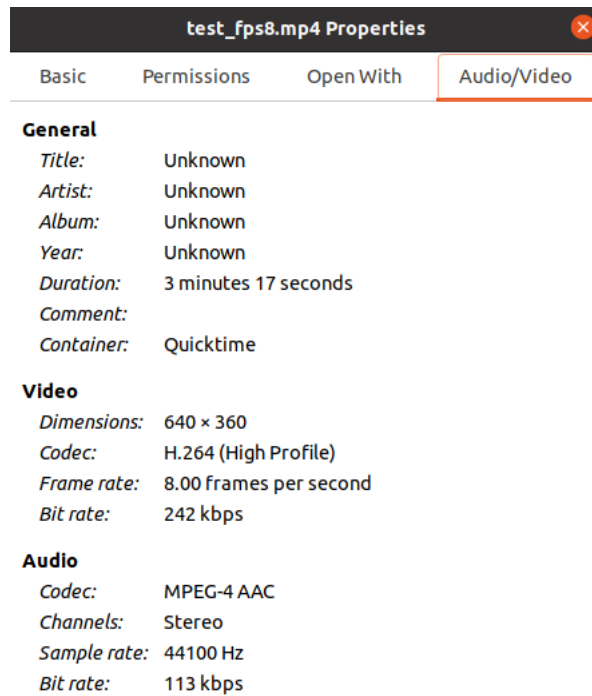 test_fps8.mp4 Properties
Basic Permissions Open With Audio/Video
General
Title: Unknown
Artist: Unknown
Album: Unknown
Year: Unknown
Duration: 3 minutes 17 seconds
Comment:
Container: Quicktime
Video
Dimensions: 640 × 360
Codec: H.264 (High Profile)
Frame rate: 8.00 frames per second
Bit rate: 242 kbps
Audio
Codec: MPEG-4 AAC
Channels: Stereo
Sample rate: 44100 Hz
Bit rate: 113 kbps